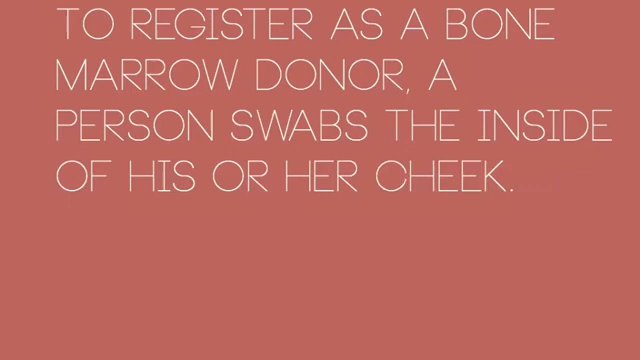 TO REGISTER AS A BONE
MARROW DONOR, A
PERSON SWABS THE INSIDE
OF HIS OR HER CHEEK.